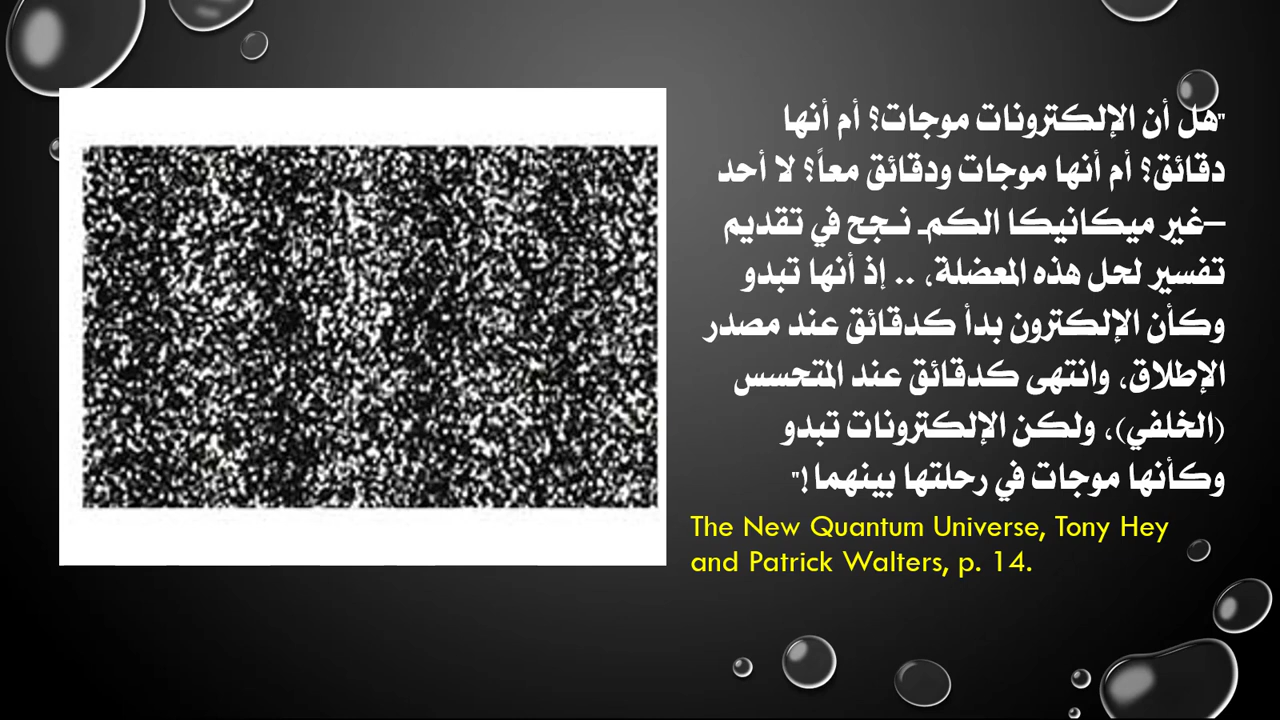 "هل أن الإلكترونات موجات؟ أم أنها
دقائق؟ أم أنها موجات ودقائق معاً؟ لا أحد
–غير ميكانيكا الكم- نجح في تقديم
تفسير لحل هذه المعضلة، .. إذ أنها تبدو
وكأن الإلكترون بدأ كدقائق عند مصدر
الإطلاق، وانتهى كدقائق عند المتحسس
(الخلفي)، ولكن الإلكترونات تبدو
وكأنها موجات في رحلتها بينهما!"
The New Quantum Universe, Tony Hey
and Patrick Walters, p. 14.